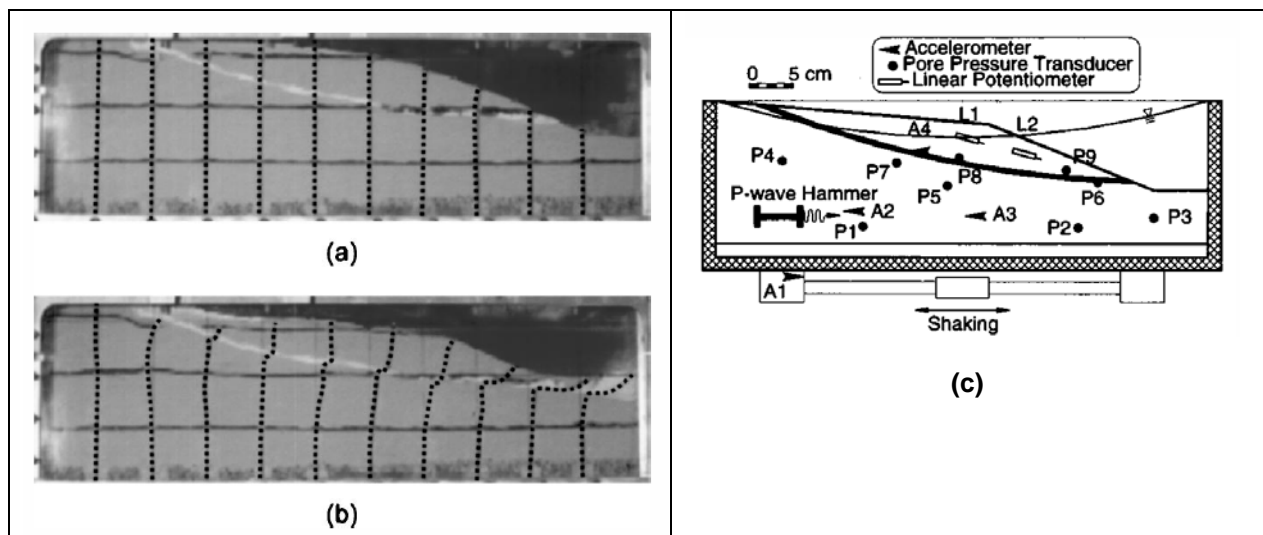 (a)
(b)
Accelerometer
Pore Pressure Transducer
Linear Potentiometer
0 5 cm
L1
L2
A4
P4
P7
P8
P9
P5
P6
P-wave Hammer
A2
A3
P3
P1
P2
A1
Shaking
(c)